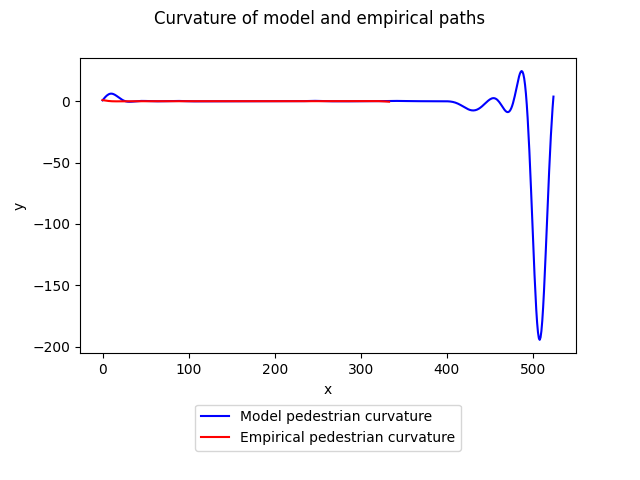 Curvature of model and empirical paths
0
−50
−100
−150
−200
y
0 100 200 300 400 500
x
Model pedestrian curvature
Empirical pedestrian curvature